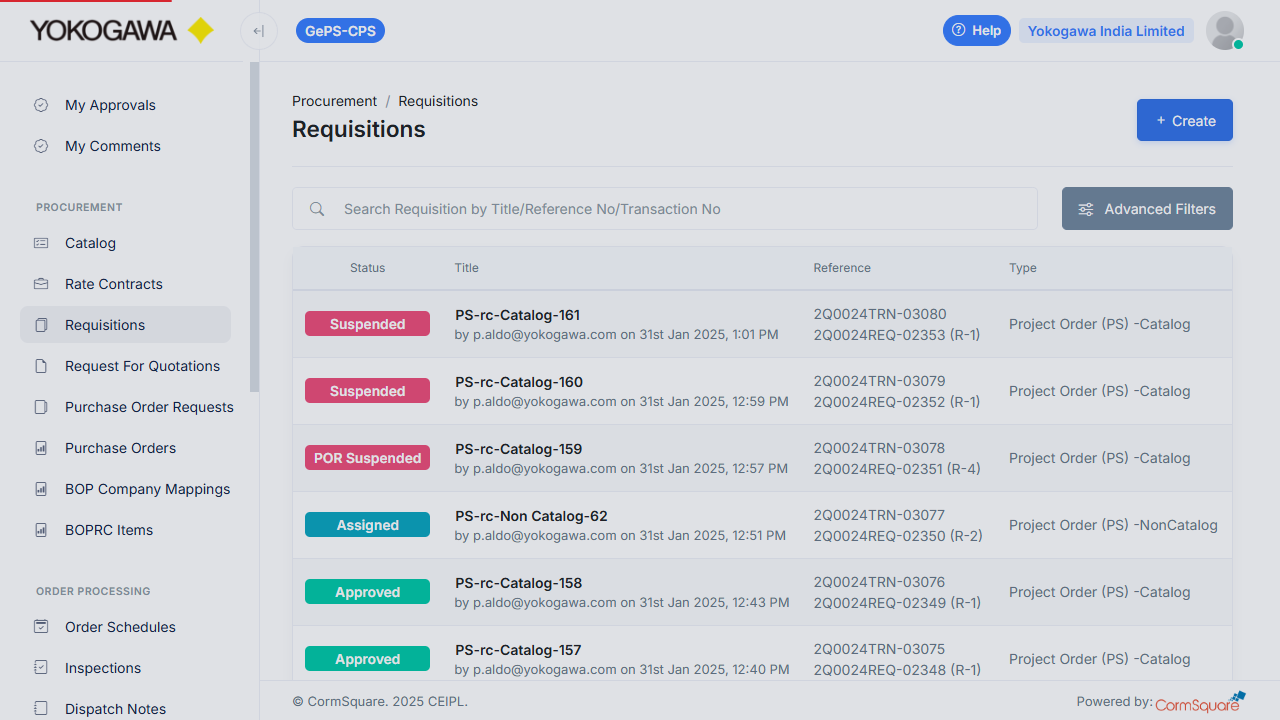 YOKOGAWA
GePS-CPS
Help
Yokogawa India Limited
My Approvals
My Comments
PROCUREMENT
Catalog
Rate Contracts
Requisitions
Request For Quotations
Purchase Order Requests
Purchase Orders
BOP Company Mappings
BOPRC Items
ORDER PROCESSING
Order Schedules
Inspections
Dispatch Notes
Procurement / Requisitions
Requisitions
+ Create
Search Requisition by Title/Reference No/Transaction No
Advanced Filters
Status Title Reference Type
Suspended
PS-rc-Catalog-161
by p.aldo@yokogawa.com on 31st Jan 2025, 1:01 PM
2Q0024TRN-03080
2Q0024REQ-02353 (R-1)
Project Order (PS) -Catalog
Suspended
PS-rc-Catalog-160
by p.aldo@yokogawa.com on 31st Jan 2025, 12:59 PM
2Q0024TRN-03079
2Q0024REQ-02352 (R-1)
Project Order (PS) -Catalog
POR Suspended
PS-rc-Catalog-159
by p.aldo@yokogawa.com on 31st Jan 2025, 12:57 PM
2Q0024TRN-03078
2Q0024REQ-02351 (R-4)
Project Order (PS) -Catalog
Assigned
PS-rc-Non Catalog-62
by p.aldo@yokogawa.com on 31st Jan 2025, 12:51 PM
2Q0024TRN-03077
2Q0024REQ-02350 (R-2)
Project Order (PS) -NonCatalog
Approved
PS-rc-Catalog-158
by p.aldo@yokogawa.com on 31st Jan 2025, 12:43 PM
2Q0024TRN-03076
2Q0024REQ-02349 (R-1)
Project Order (PS) -Catalog
Approved
PS-rc-Catalog-157
by p.aldo@yokogawa.com on 31st Jan 2025, 12:40 PM
2Q0024TRN-03075
2Q0024REQ-02348 (R-1)
Project Order (PS) -Catalog
© CormSquare. 2025 CEIPL.
Powered by: CormSquare